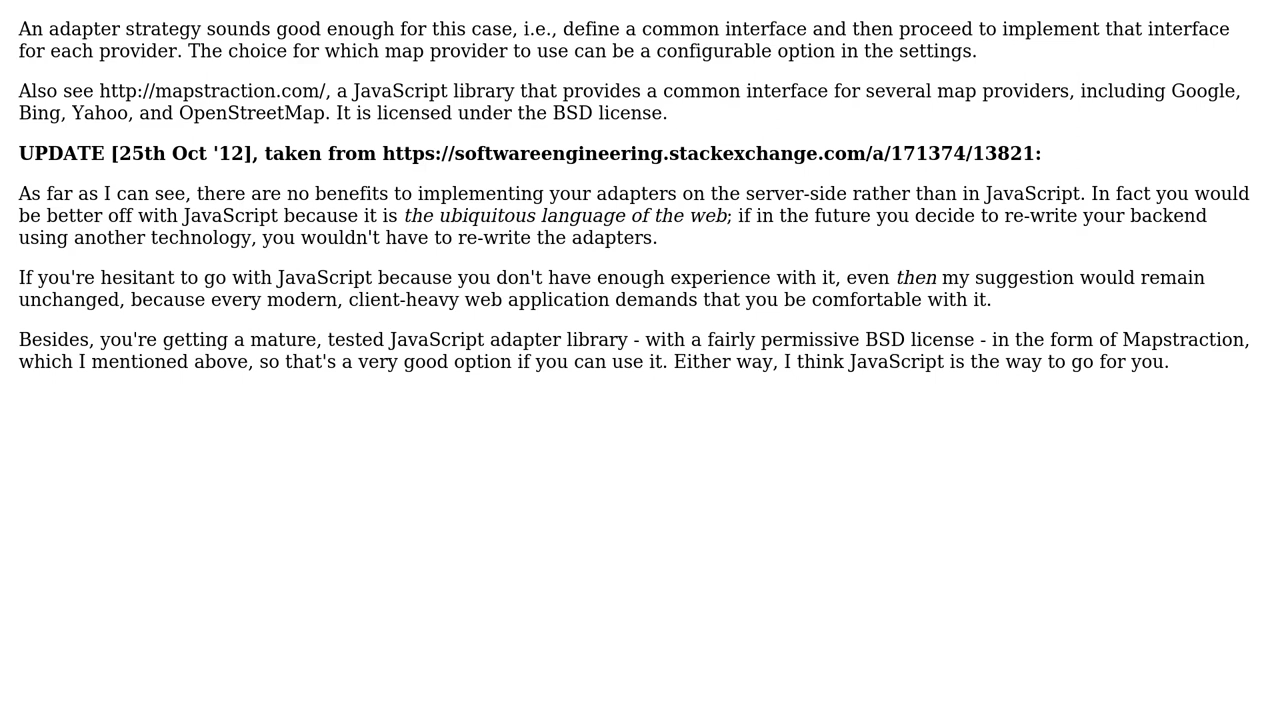 An adapter strategy sounds good enough for this case, i.e., define a common interface and then proceed to implement that interface
for each provider. The choice for which map provider to use can be a configurable option in the settings.
Also see http://mapstraction.com/, a JavaScript library that provides a common interface for several map providers, including Google,
Bing, Yahoo, and OpenStreetMap. It is licensed under the BSD license.
UPDATE [25th Oct '12], taken from https://softwareengineering.stackexchange.com/a/171374/13821:
As far as I can see, there are no benefits to implementing your adapters on the server-side rather than in JavaScript. In fact you would
be better off with JavaScript because it is the ubiquitous language of the web; if in the future you decide to re-write your backend
using another technology, you wouldn't have to re-write the adapters.
If you're hesitant to go with JavaScript because you don't have enough experience with it, even then my suggestion would remain
unchanged, because every modern, client-heavy web application demands that you be comfortable with it.
Besides, you're getting a mature, tested JavaScript adapter library - with a fairly permissive BSD license - in the form of Mapstraction,
which I mentioned above, so that's a very good option if you can use it. Either way, I think JavaScript is the way to go for you.